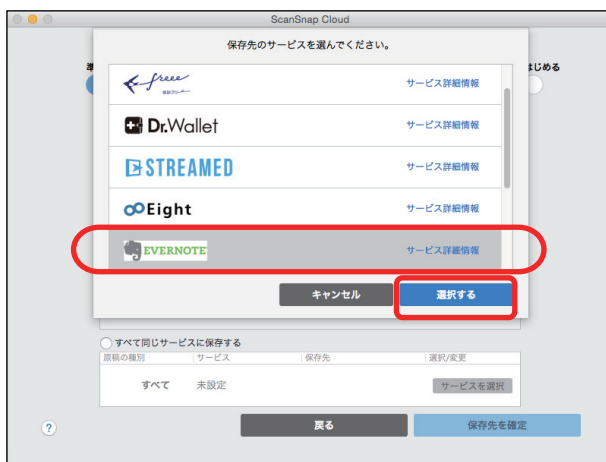 ScanSnap Cloud
保存先のサービスを選んでください。
準
はじめる
freee
会計フリー
サービス詳細情報
Dr.Wallet
サービス詳細情報
STREAMED
サービス詳細情報
Eight
サービス詳細情報
EVERNOTE
サービス詳細情報
キャンセル
選択する
すべて同じサービスに保存する
原稿の種別 サービス 保存先 選択/変更
すべて 未設定 サービスを選択
? 戻る 保存先を確定